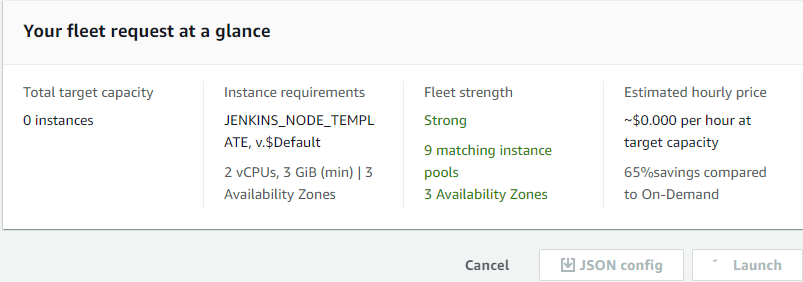 Your fleet request at a glance
Total target capacity
0 instances
Instance requirements
JENKINS_NODE_TEMPL
ATE, v.$Default
2 vCPUs, 3 GiB (min) | 3
Availability Zones
Fleet strength
Strong
9 matching instance
pools
3 Availability Zones
Estimated hourly price
~$0.000 per hour at
target capacity
65%savings compared
to On-Demand
Cancel
JSON config
Launch